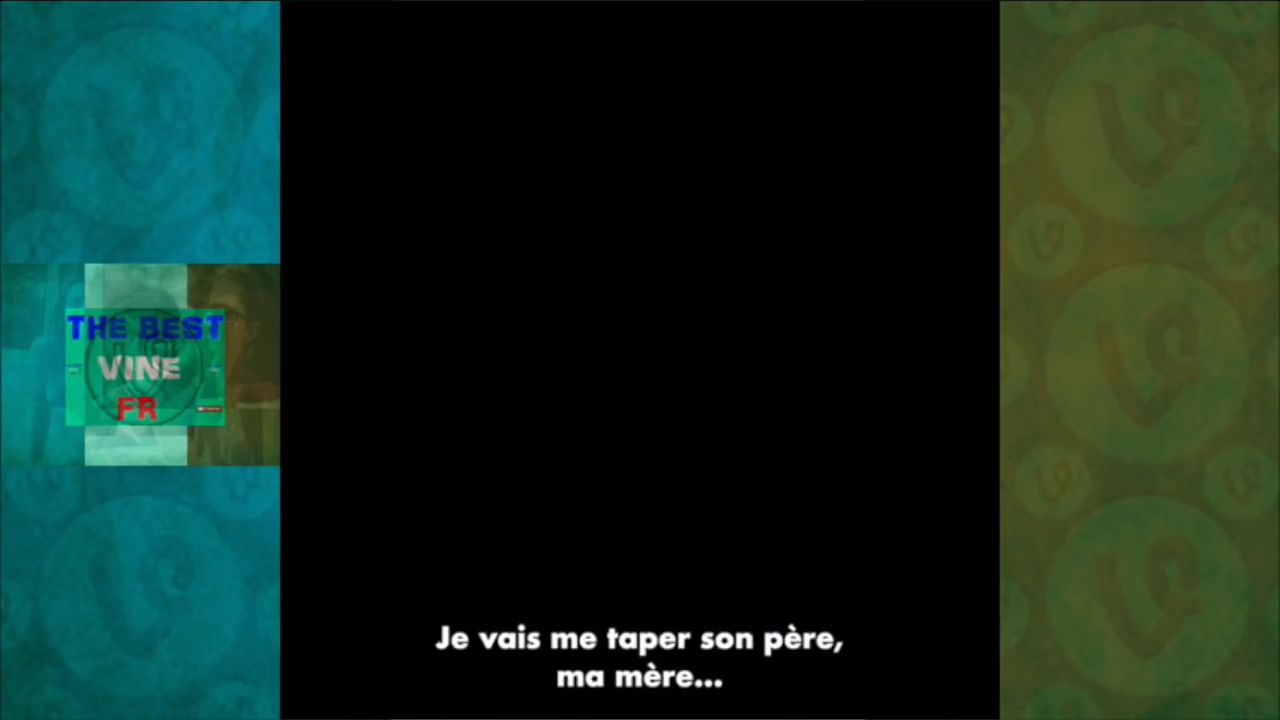 THE BEST
VINE
FR
Je vais me taper son père,
ma mère...